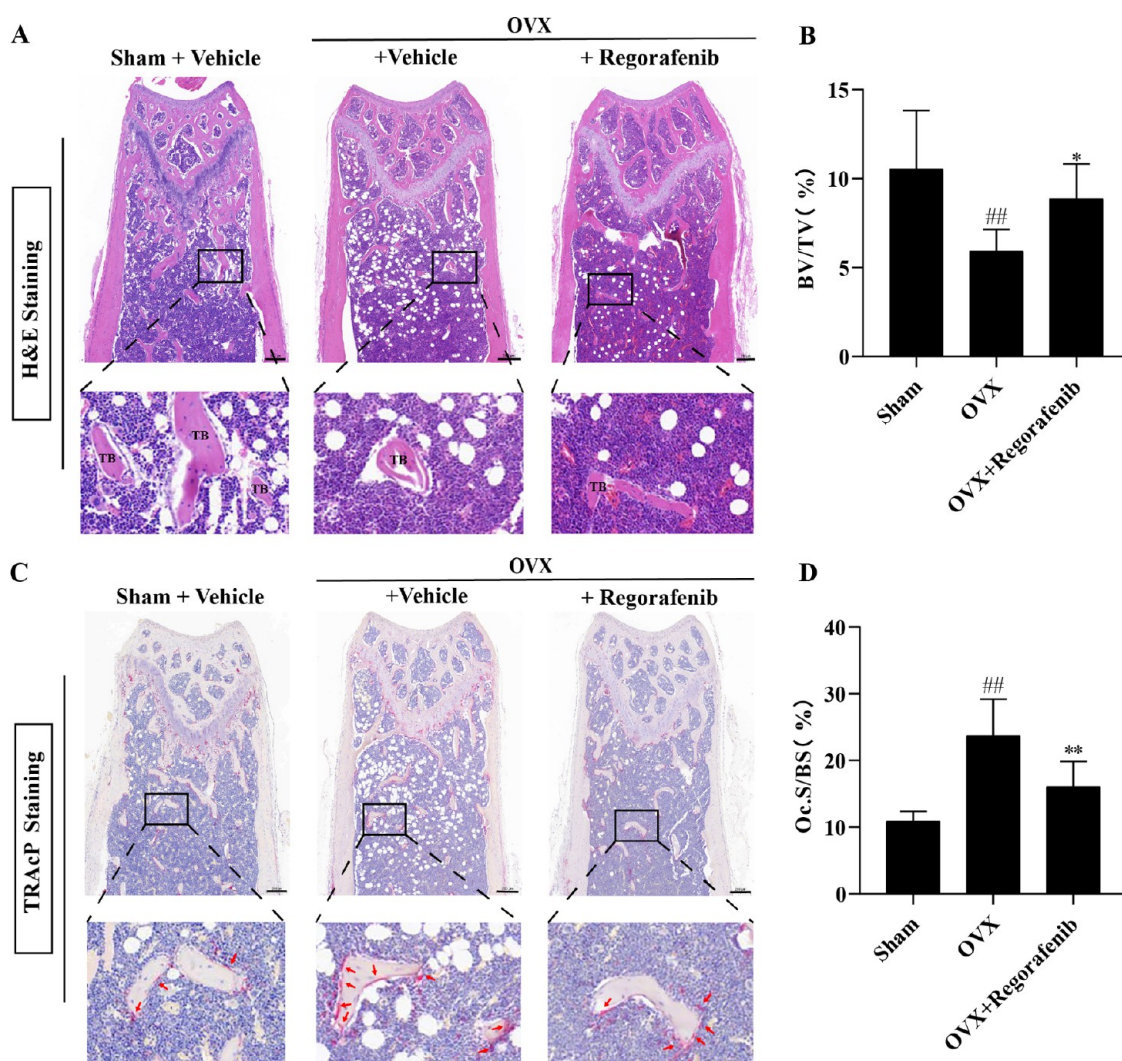 A
OVX
Sham + Vehicle
+Vehicle
+ Regorafenib
H&E Staining
TB
TB
TB
TB
TB
B
BV/TV( %)
15
10
5
0
##
*
Sham
OVX
OVX+Regorafenib
C
OVX
Sham + Vehicle
+Vehicle
+ Regorafenib
TRAcP Staining
D
Oc.S/BS( %)
40
30
20
10
0
##
**
Sham
OVX
OVX+Regorafenib